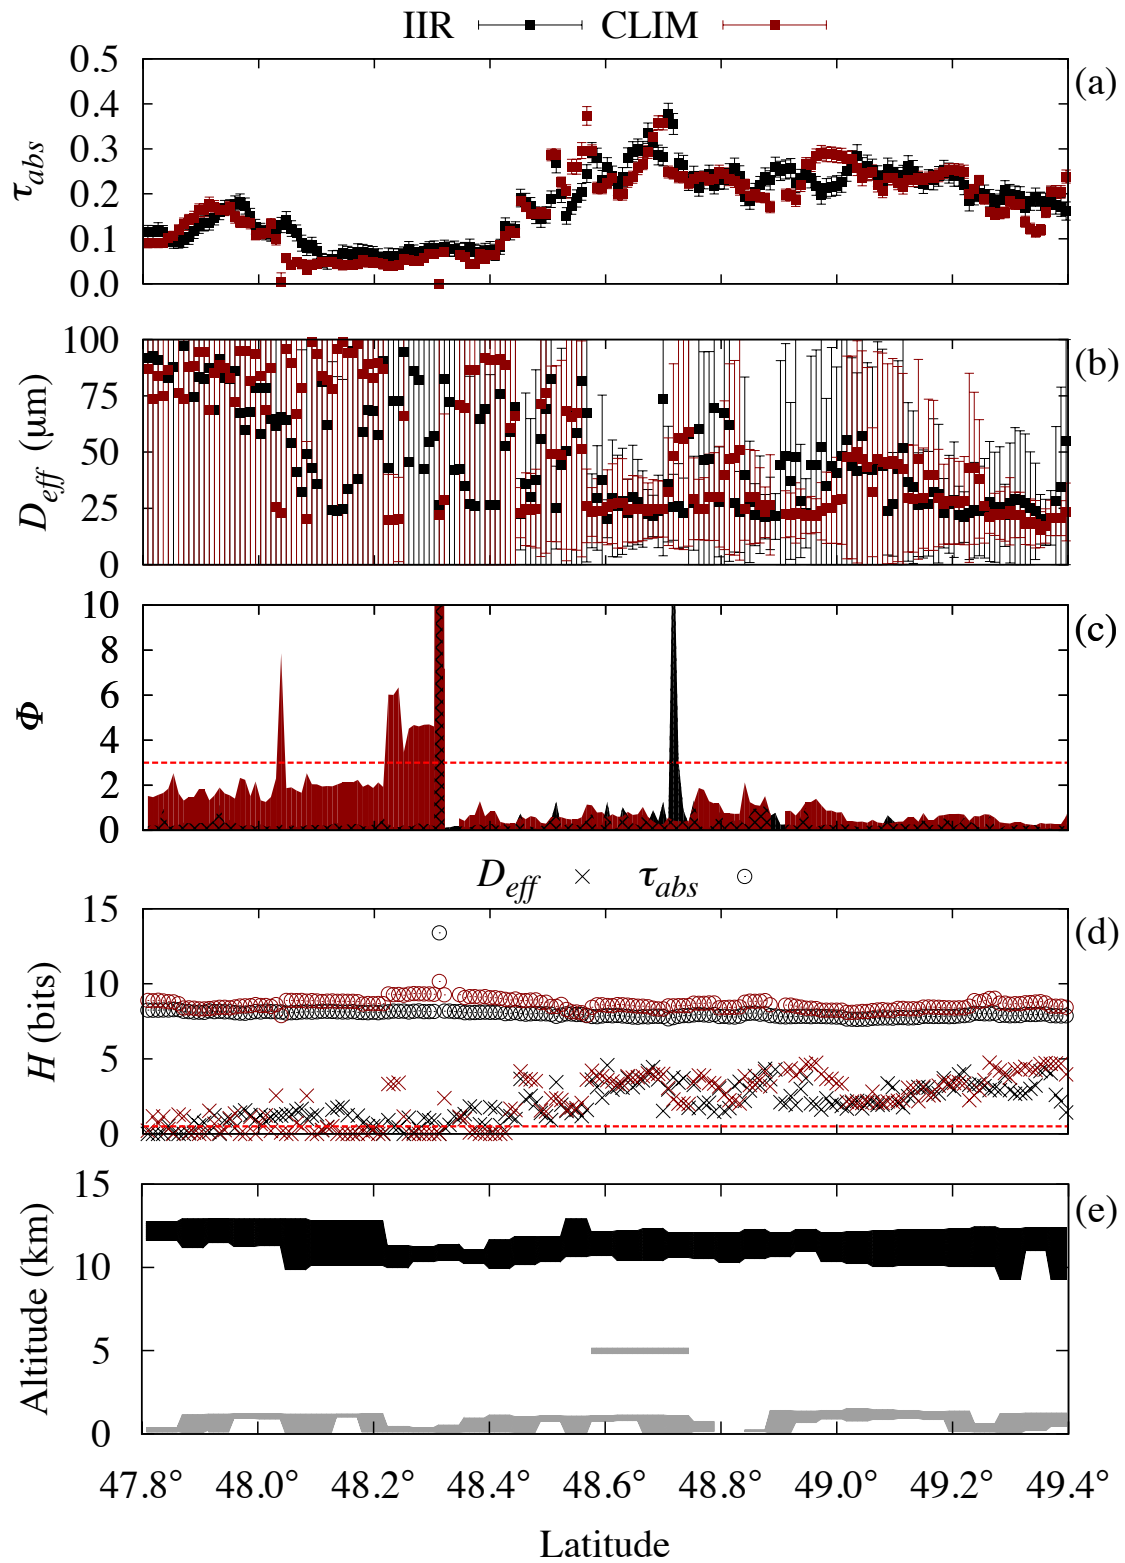 IIR CLIM
(a)
τabs
0.5
0.4
0.3
0.2
0.1
0.0
(b)
Deff (μm)
100
75
50
25
0
(c)
Φ
10
8
6
4
2
0
Deff τabs
(d)
H (bits)
15
10
5
0
(e)
Altitude (km)
15
10
5
0
47.8° 48.0° 48.2° 48.4° 48.6° 48.8° 49.0° 49.2° 49.4°
Latitude